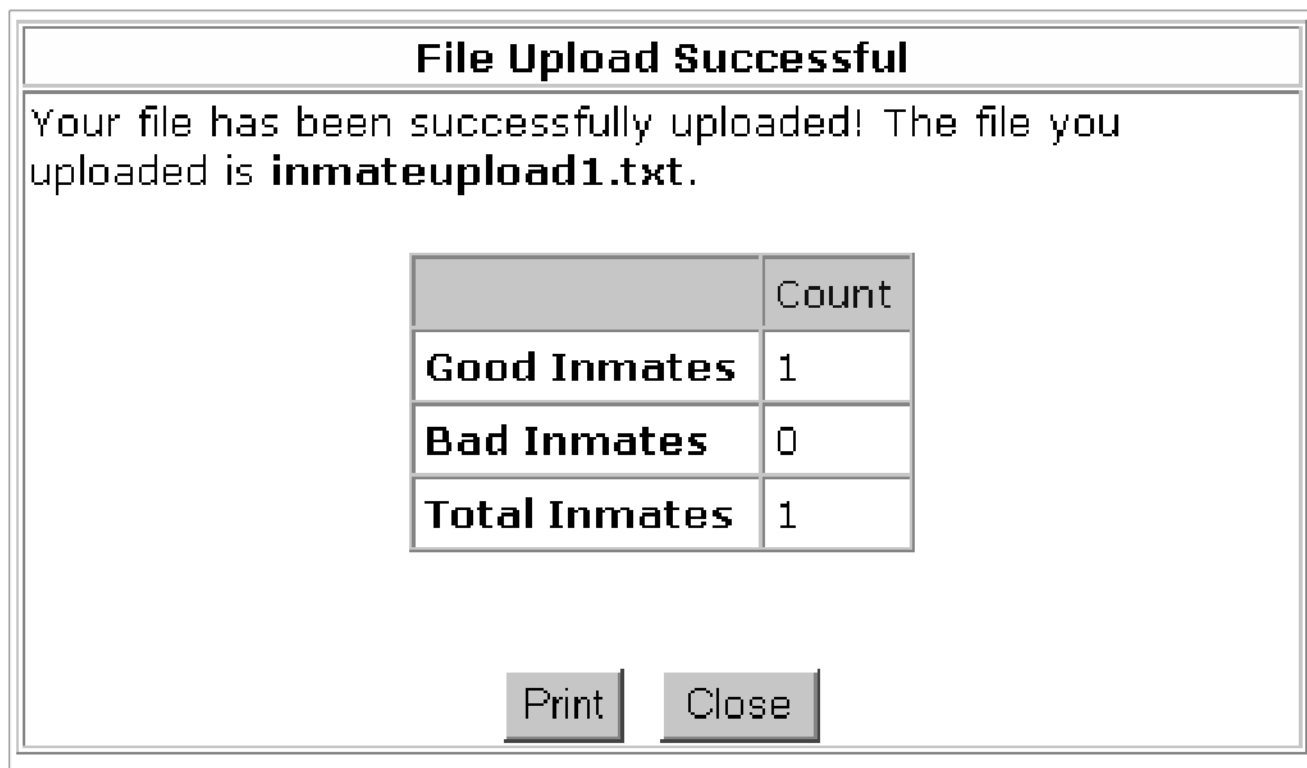 File Upload Successful
Your file has been successfully uploaded! The file you
uploaded is inmateupload1.txt.
Count
Good Inmates 1
Bad Inmates 0
Total Inmates 1
Print Close